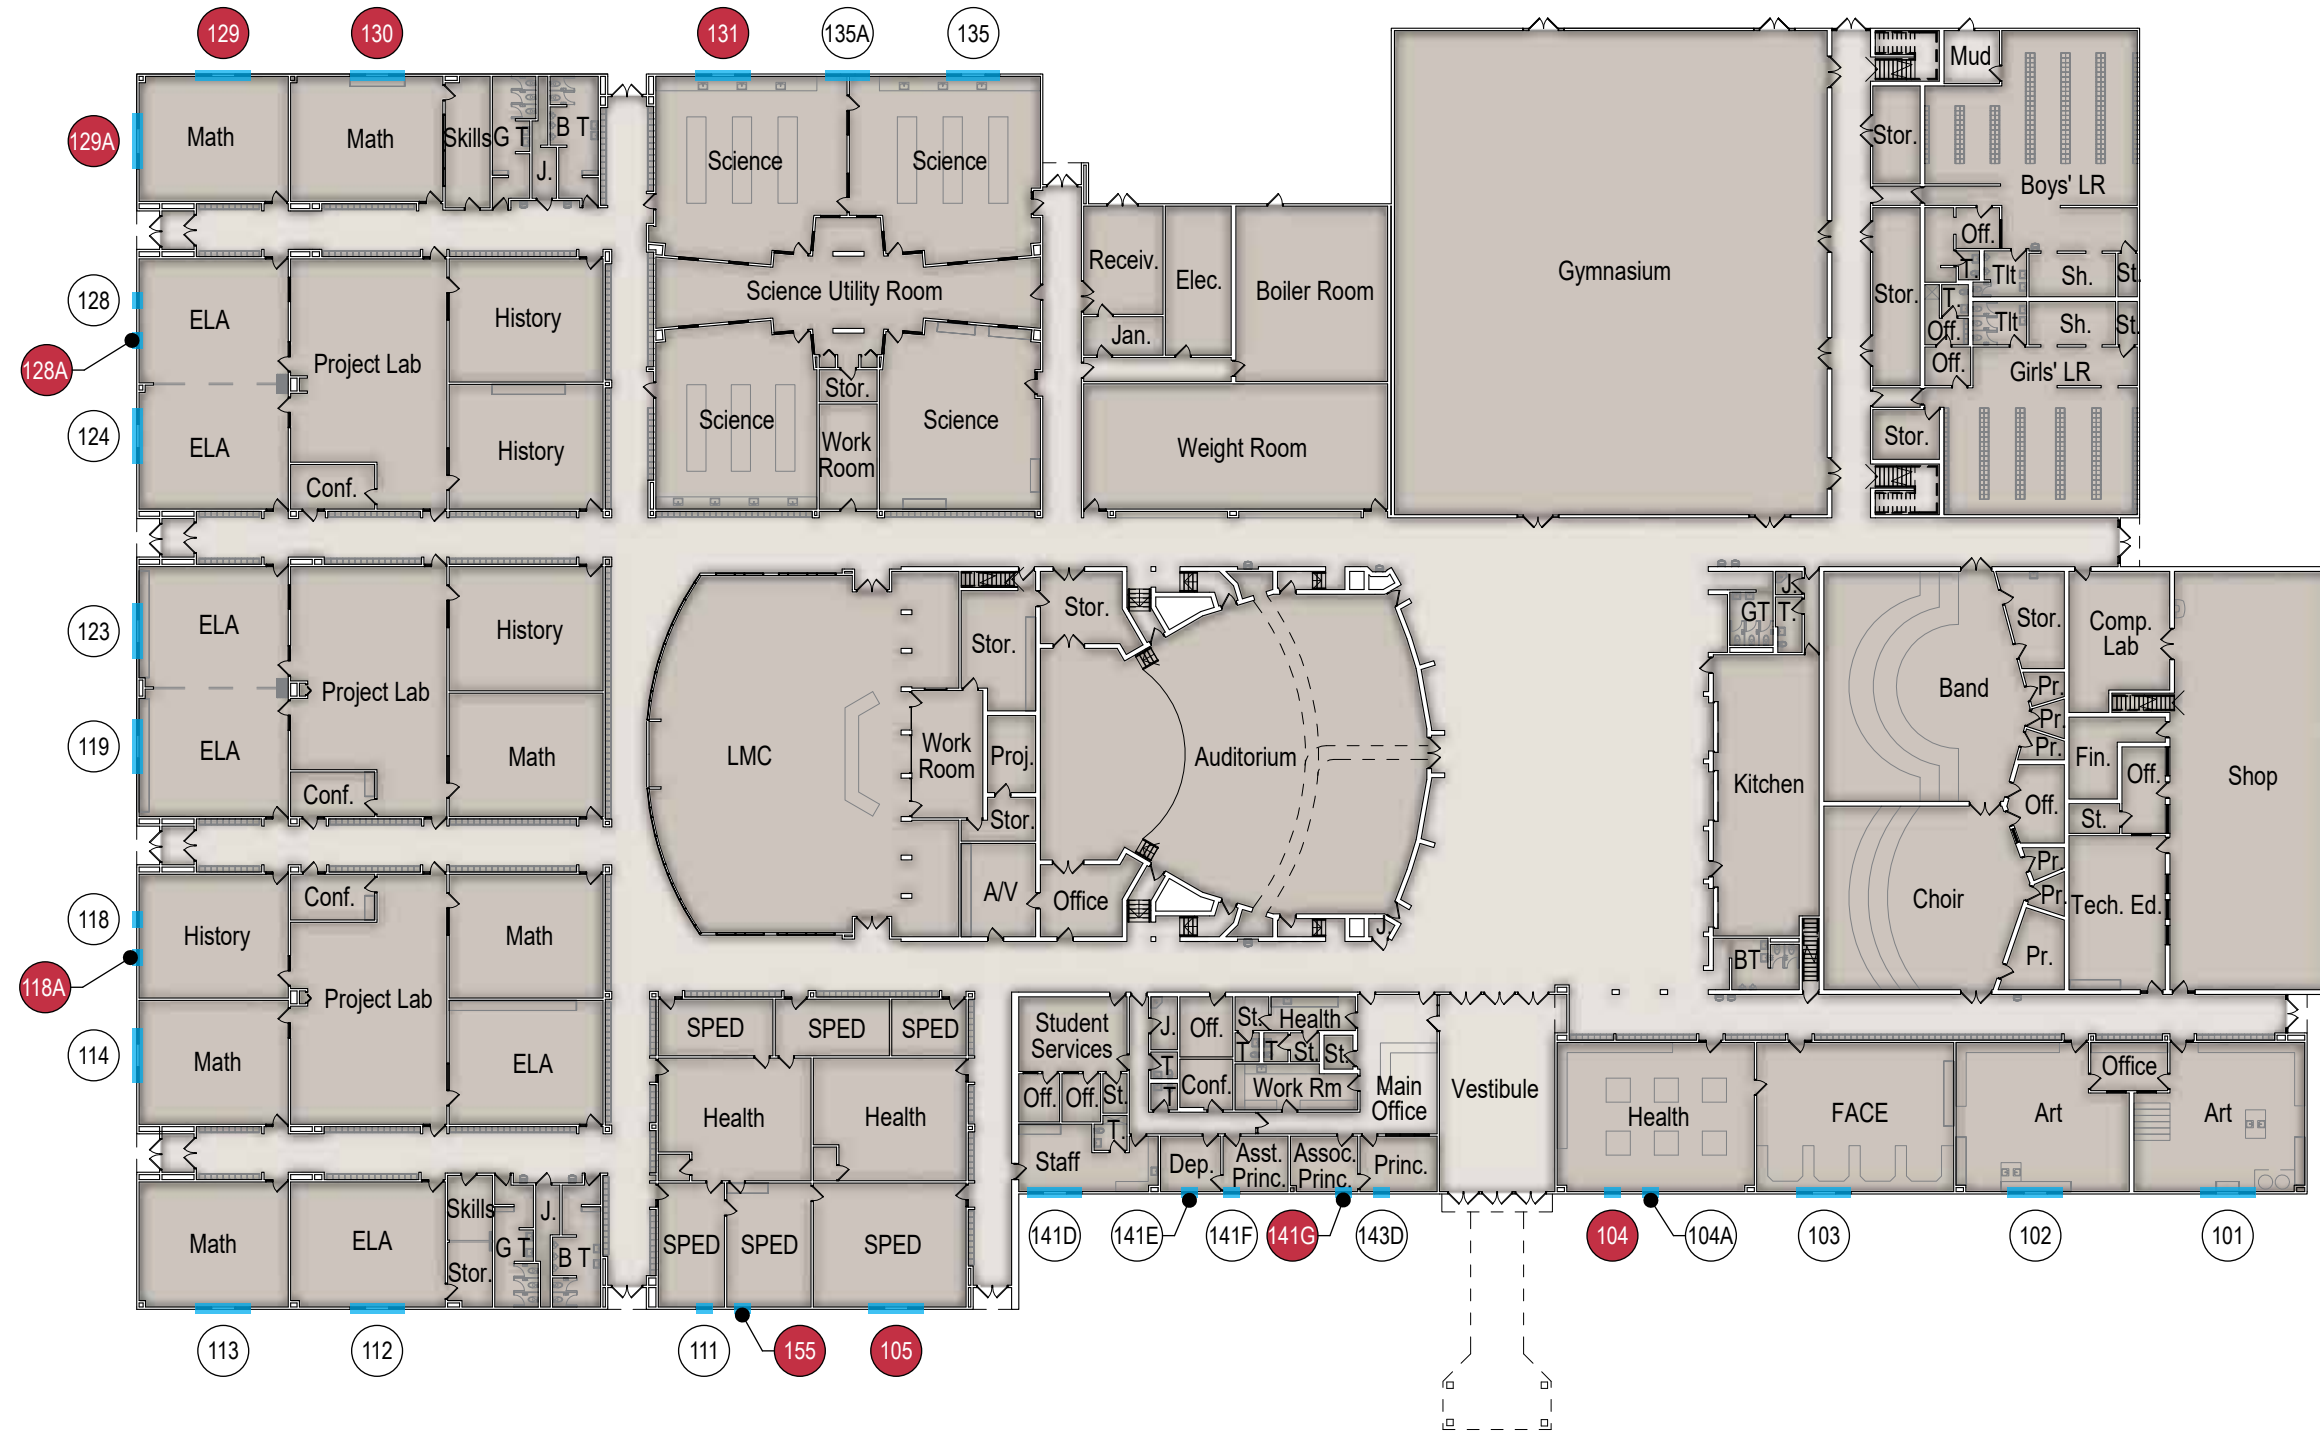 129
130
131
135A
135
Mud
129A
Math
Math
Skills
G T
B T
J.
Science
Science
Stor.
Boys' LR
Off.
T.
Tlt
Sh.
St.
Receiv.
Elec.
Boiler Room
Gymnasium
Science Utility Room
Jan.
128
ELA
History
Stor.
T.
Off.
Tlt
Sh.
St.
128A
Project Lab
Off.
Girls' LR
Stor.
124
ELA
History
Science
Work
Room
Science
Weight Room
Stor.
Conf.
123
ELA
History
Stor.
Stor.
GT
J.
T.
Stor.
Comp.
Lab
Project Lab
Band
Pr.
Pr.
Pr.
119
ELA
Math
LMC
Work
Room
Proj.
Auditorium
Kitchen
Fin.
Off.
Shop
Conf.
Stor.
Off.
St.
118
Conf.
A/V
Office
J.
Choir
Pr.
Pr.
Tech. Ed.
History
Math
118A
Project Lab
BT
Pr.
114
Math
ELA
SPED
SPED
SPED
Student
Services
J.
Off.
St.
Health
T
T
St.
St.
T
Off.
Off.
St.
Conf.
Work Rm
Main
Office
Vestibule
T
Health
Health
T.
Health
FACE
Art
Office
Art
Staff
Dep.
Asst.
Princ.
Assoc.
Princ.
Princ.
Math
ELA
Skills
Stor.
G T
J.
B T
SPED
SPED
SPED
141D
141E
141F
141G
143D
104
104A
103
102
101
113
112
111
155
105